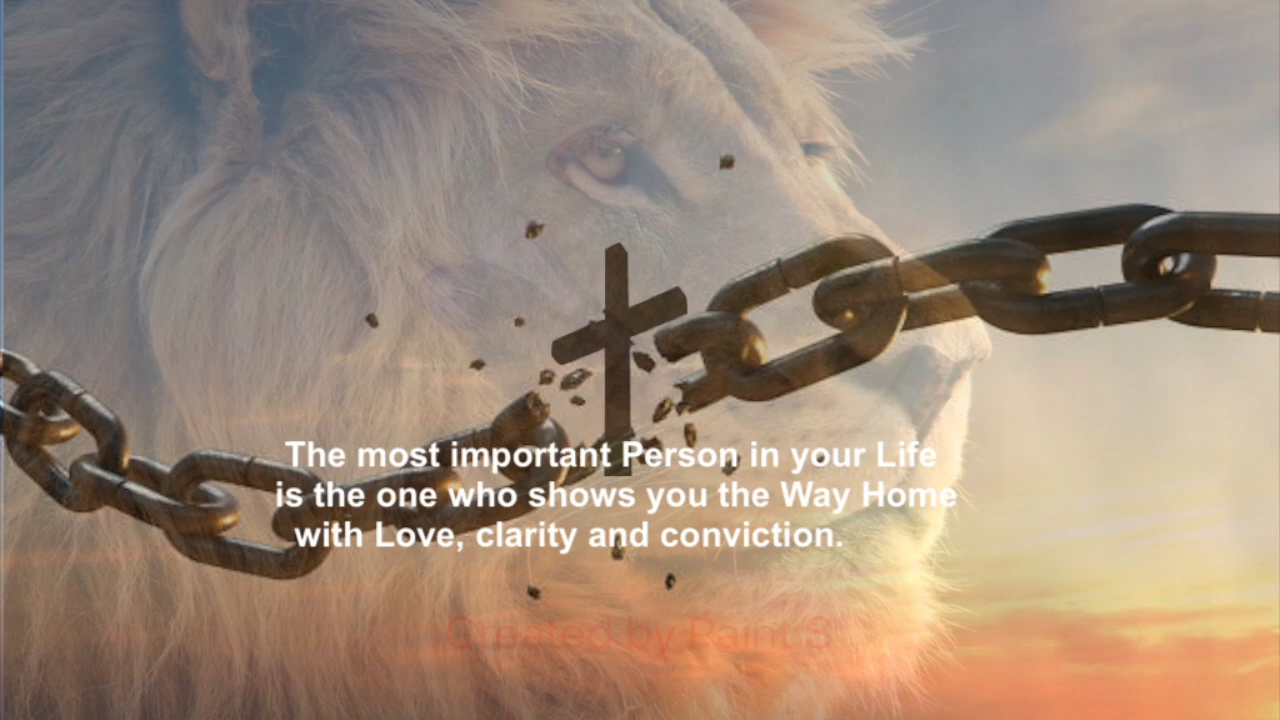 The most important Person in your Life
is the one who shows you the Way Home
with Love, clarity and conviction.
Created by Paint S